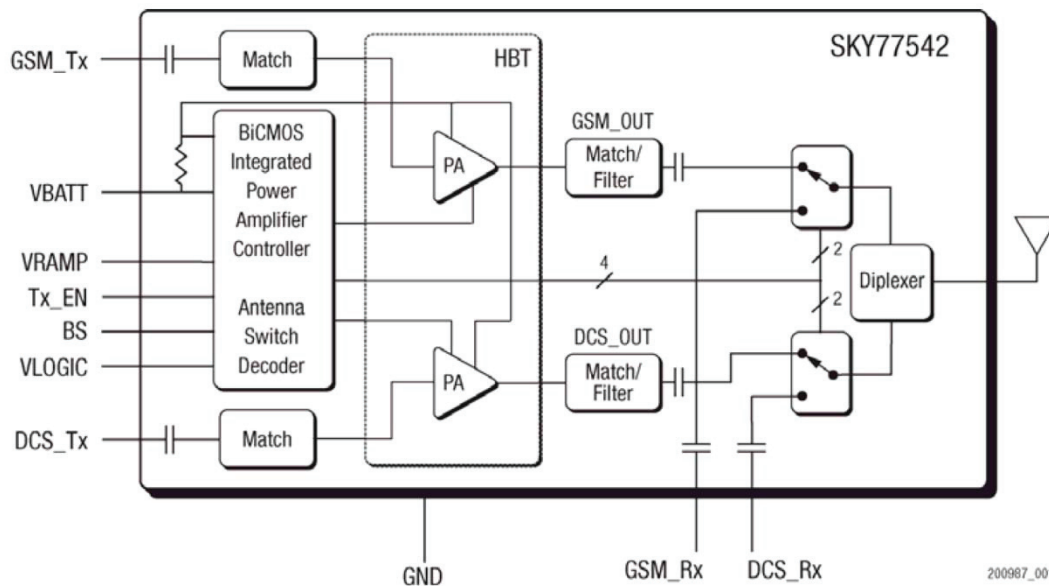 SKY77542
GSM_Tx
Match
HBT
BiCMOS
Integrated
Power
Amplifier
Controller
Antenna
Switch
Decoder
VBATT
VRAMP
Tx_EN
BS
VLOGIC
DCS_Tx
Match
PA
PA
GSM_OUT
Match/
Filter
DCS_OUT
Match/
Filter
4
2
2
Diplexer
GND
GSM_Rx
DCS_Rx